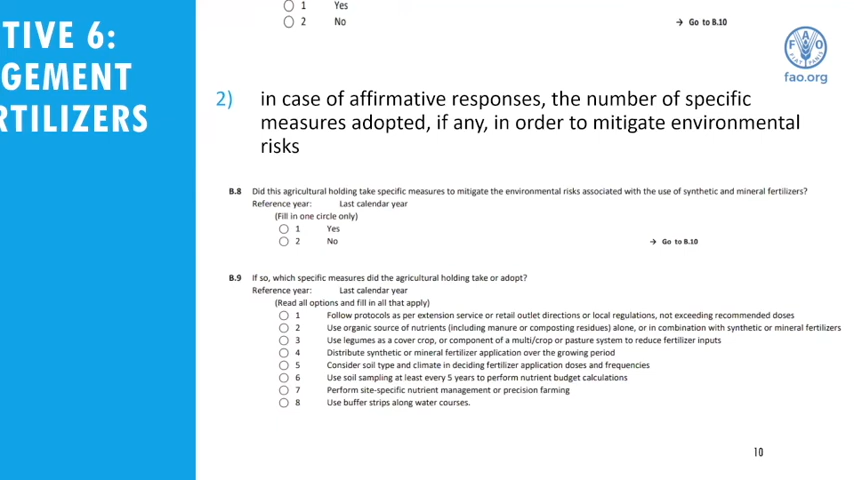 TIVE 6:
GEMENT
RTILIZERS
1 Yes
2 No → Go to B.10
F A O
FIAT PANIS
fao.org
2) in case of affirmative responses, the number of specific
measures adopted, if any, in order to mitigate environmental
risks
B.8 Did this agricultural holding take specific measures to mitigate the environmental risks associated with the use of synthetic and mineral fertilizers?
Reference year: Last calendar year
(Fill in one circle only)
1 Yes
2 No → Go to B.10
B.9 If so, which specific measures did the agricultural holding take or adopt?
Reference year: Last calendar year
(Read all options and fill in all that apply)
1 Follow protocols as per extension service or retail outlet directions or local regulations, not exceeding recommended doses
2 Use organic source of nutrients (including manure or composting residues) alone, or in combination with synthetic or mineral fertilizers
3 Use legumes as a cover crop, or component of a multi/crop or pasture system to reduce fertilizer inputs
4 Distribute synthetic or mineral fertilizer application over the growing period
5 Consider soil type and climate in deciding fertilizer application doses and frequencies
6 Use soil sampling at least every 5 years to perform nutrient budget calculations
7 Perform site-specific nutrient management or precision farming
8 Use buffer strips along water courses.
10